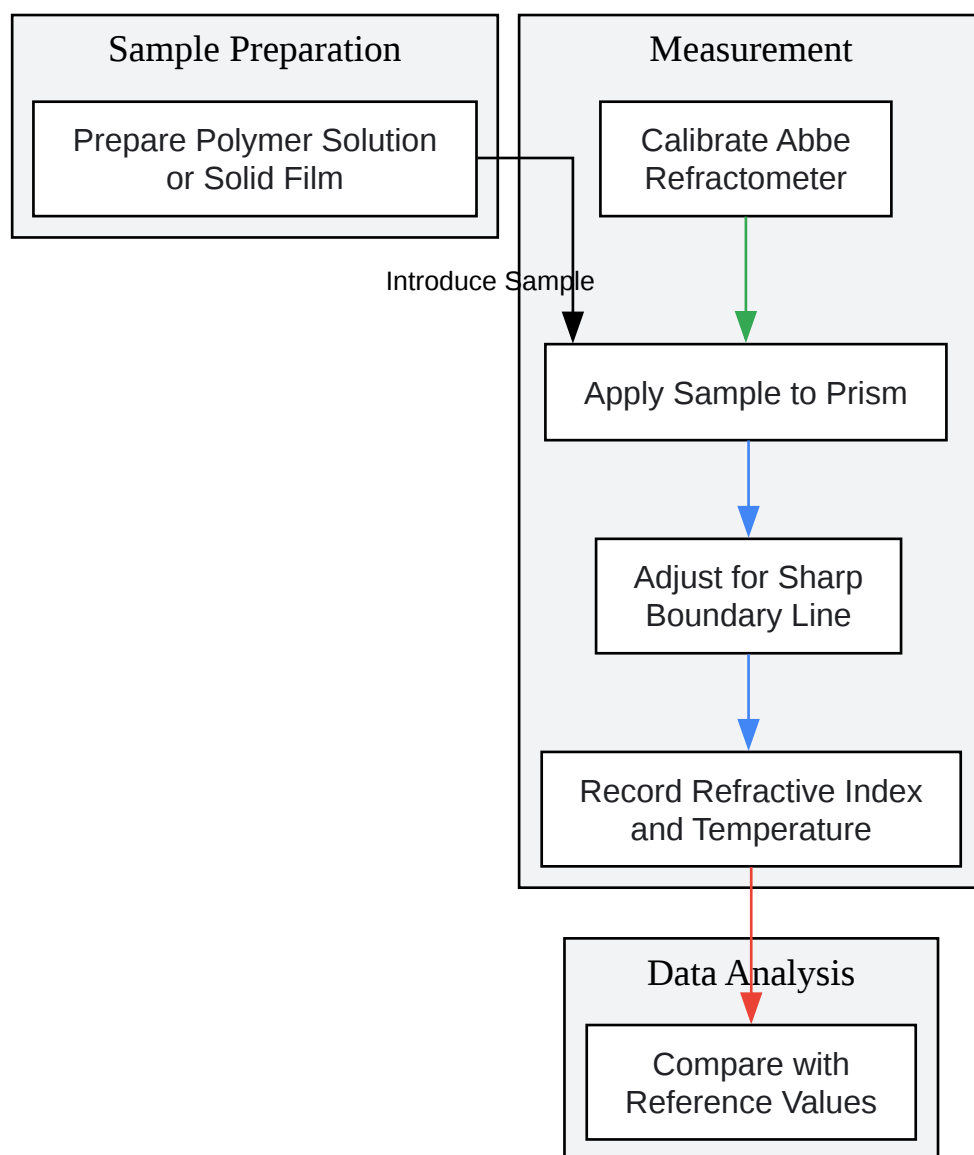 Sample Preparation
Prepare Polymer Solution
or Solid Film
Introduce Sample
Measurement
Calibrate Abbe
Refractometer
Apply Sample to Prism
Adjust for Sharp
Boundary Line
Record Refractive Index
and Temperature
Data Analysis
Compare with
Reference Values